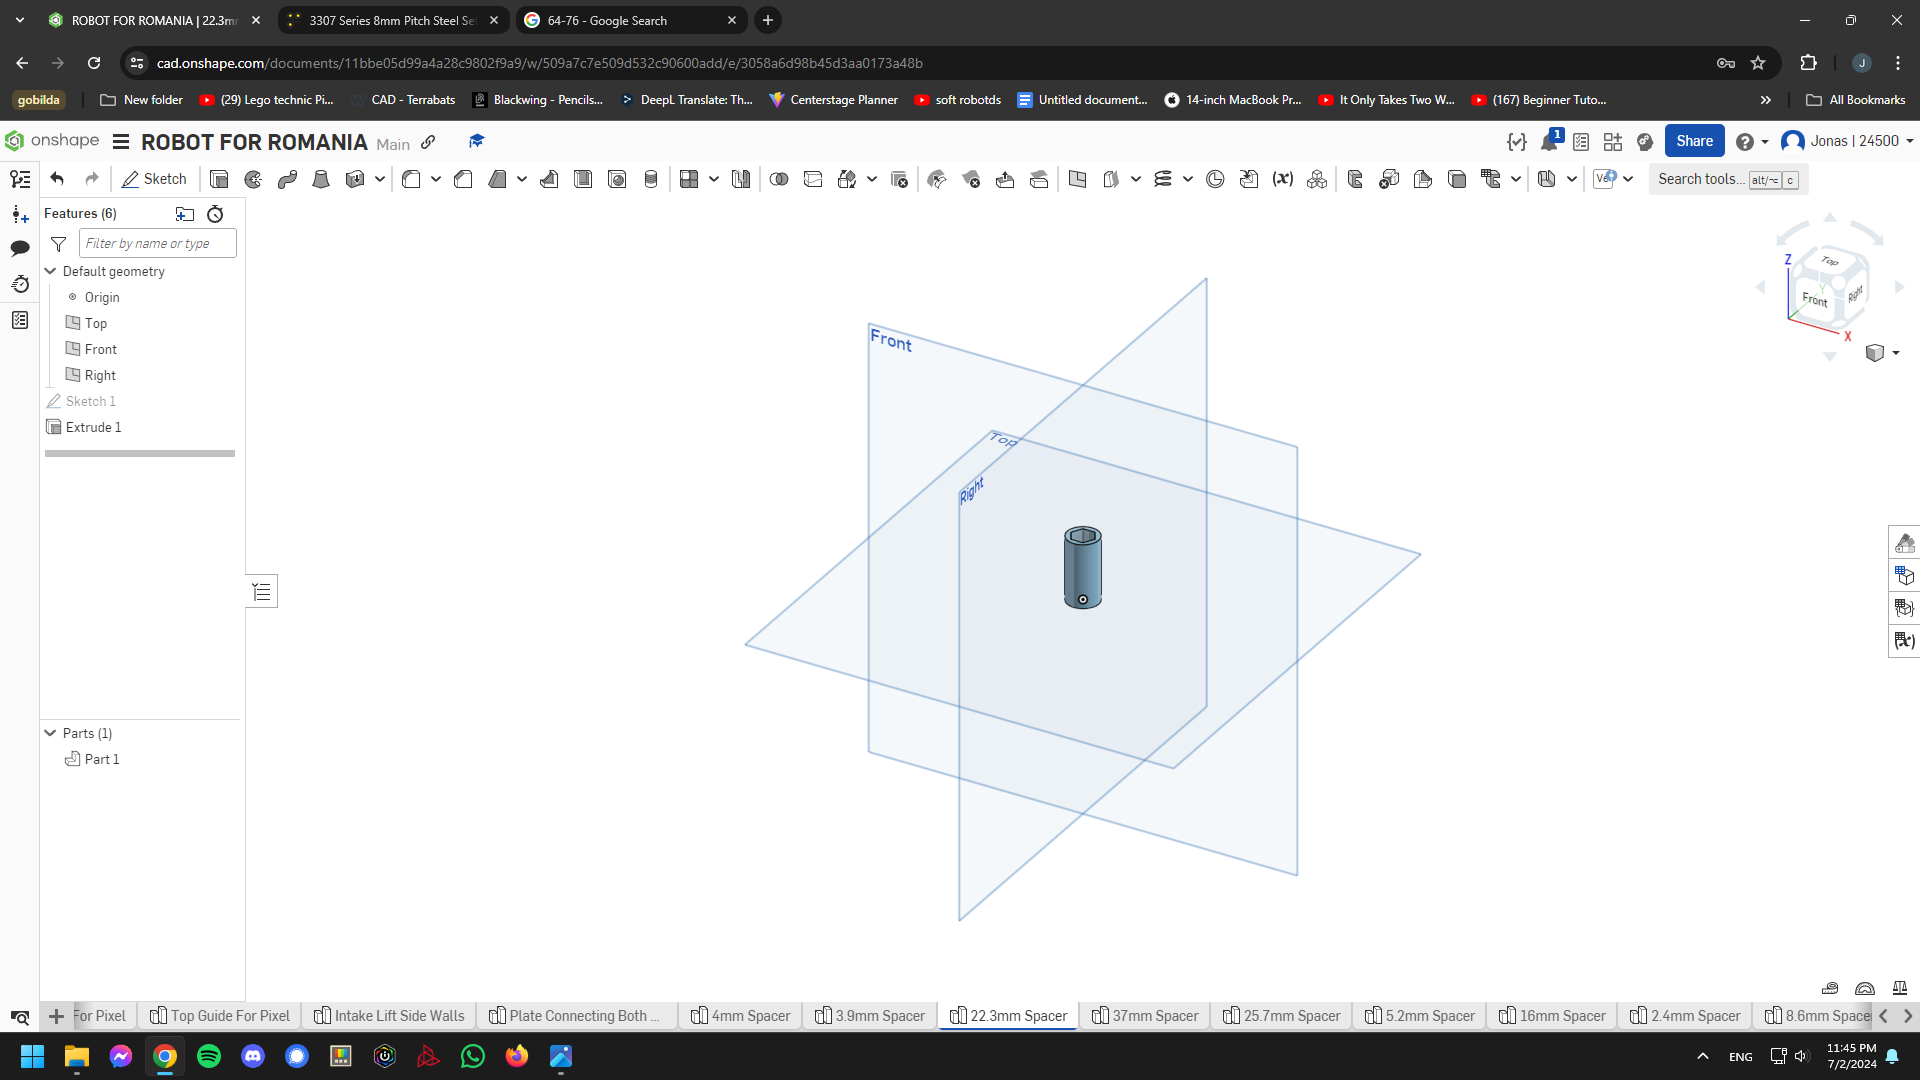 ROBOT FOR ROMANIA | 22.3m
3307 Series 8mm Pitch Steel Se
64-76 - Google Search
cad.onshape.com/documents/11bbe05d99a4a28c9802f9a9/w/509a7c7e509d532c90600add/e/3058a6d98b45d3aa0173a48b
J
gobilda
New folder
(29) Lego technic Pi...
CAD - Terrabats
Blackwing - Pencils...
DeepL Translate: Th...
Centerstage Planner
soft robotds
Untitled document...
14-inch MacBook Pr...
It Only Takes Two W...
(167) Beginner Tuto...
All Bookmarks
onshape
ROBOT FOR ROMANIA Main
1
Share
Jonas | 24500
Sketch
Search tools... alt/⌥ c
Features (6)
Filter by name or type
Default geometry
Origin
Top
Front
Right
Sketch 1
Extrude 1
Parts (1)
Part 1
Front
Top
Right
Z
Top
Y
Front
Right
X
For Pixel
Top Guide For Pixel
Intake Lift Side Walls
Plate Connecting Both ...
4mm Spacer
3.9mm Spacer
22.3mm Spacer
37mm Spacer
25.7mm Spacer
5.2mm Spacer
16mm Spacer
2.4mm Spacer
8.6mm Space
ENG
11:45 PM
7/2/2024